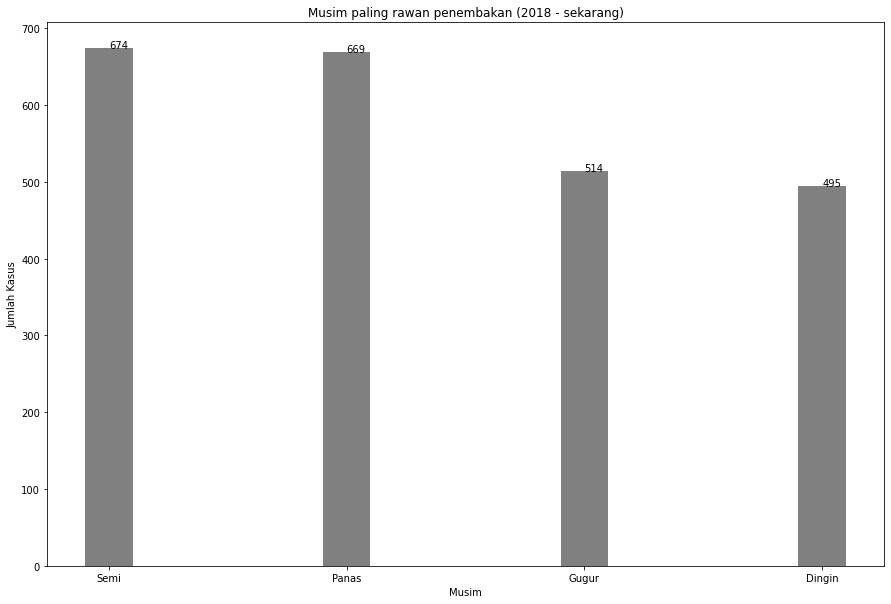 Musim paling rawan penembakan (2018 - sekarang)
700
600
500
400
300
200
100
0
Jumlah Kasus
674
669
514
495
Semi
Panas
Gugur
Dingin
Musim